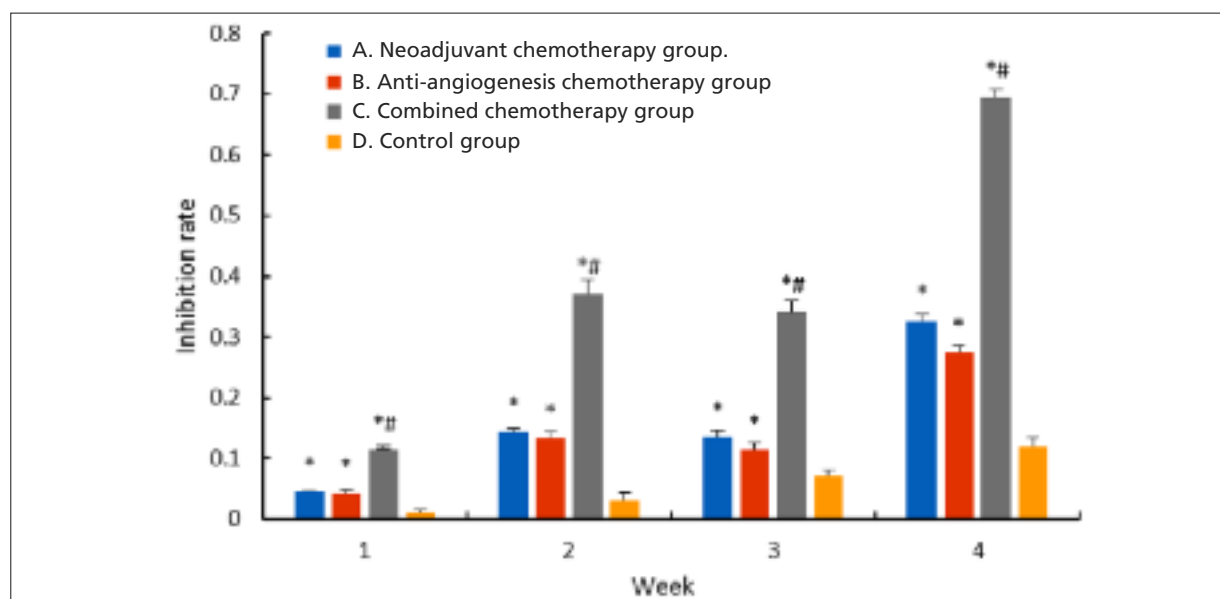 0.8
A. Neoadjuvant chemotherapy group.
B. Anti-angiogenesis chemotherapy group
C. Combined chemotherapy group
D. Control group
*#
0.7
0.6
0.5
0.4
*#
*#
*
0.3
*
0.2
* * * *
*#
0.1
* *
0
1 2 3 4
Inhibition rate
Week